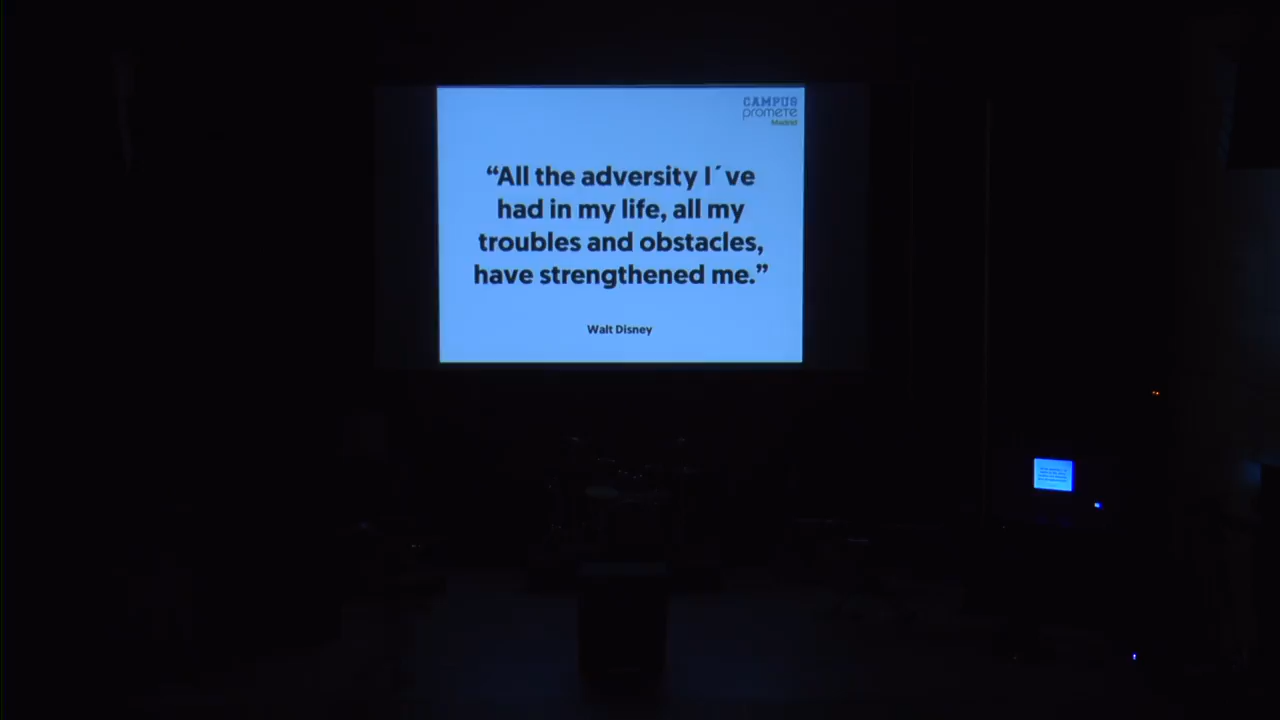 CAMPUS
promete
Madrid
“All the adversity I´ve
had in my life, all my
troubles and obstacles,
have strengthened me.”
Walt Disney